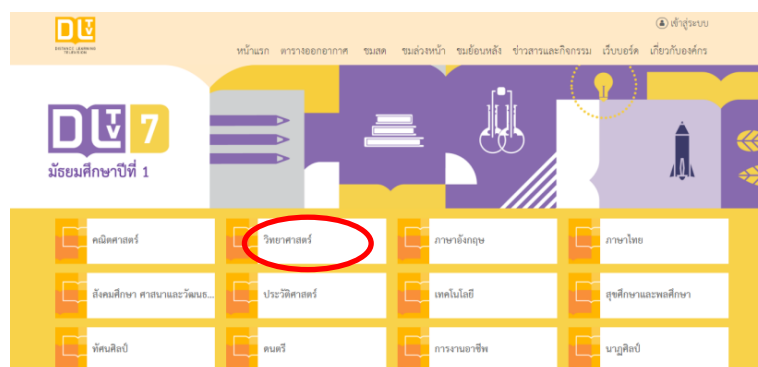 DLTV
DISTANCE LEARNING
TELEVISION
เข้าสู่ระบบ
หน้าแรก ตารางออกอากาศ ชมสด ชมล่วงหน้า ชมย้อนหลัง ข่าวสารและกิจกรรม เว็บบอร์ด เกี่ยวกับองค์กร
DLTV 7
มัธยมศึกษาปีที่ 1
คณิตศาสตร์ วิทยาศาสตร์ ภาษาอังกฤษ ภาษาไทย
สังคมศึกษา ศาสนาและวัฒนธ... ประวัติศาสตร์ เทคโนโลยี สุขศึกษาและพลศึกษา
ทัศนศิลป์ ดนตรี การงานอาชีพ นาฏศิลป์